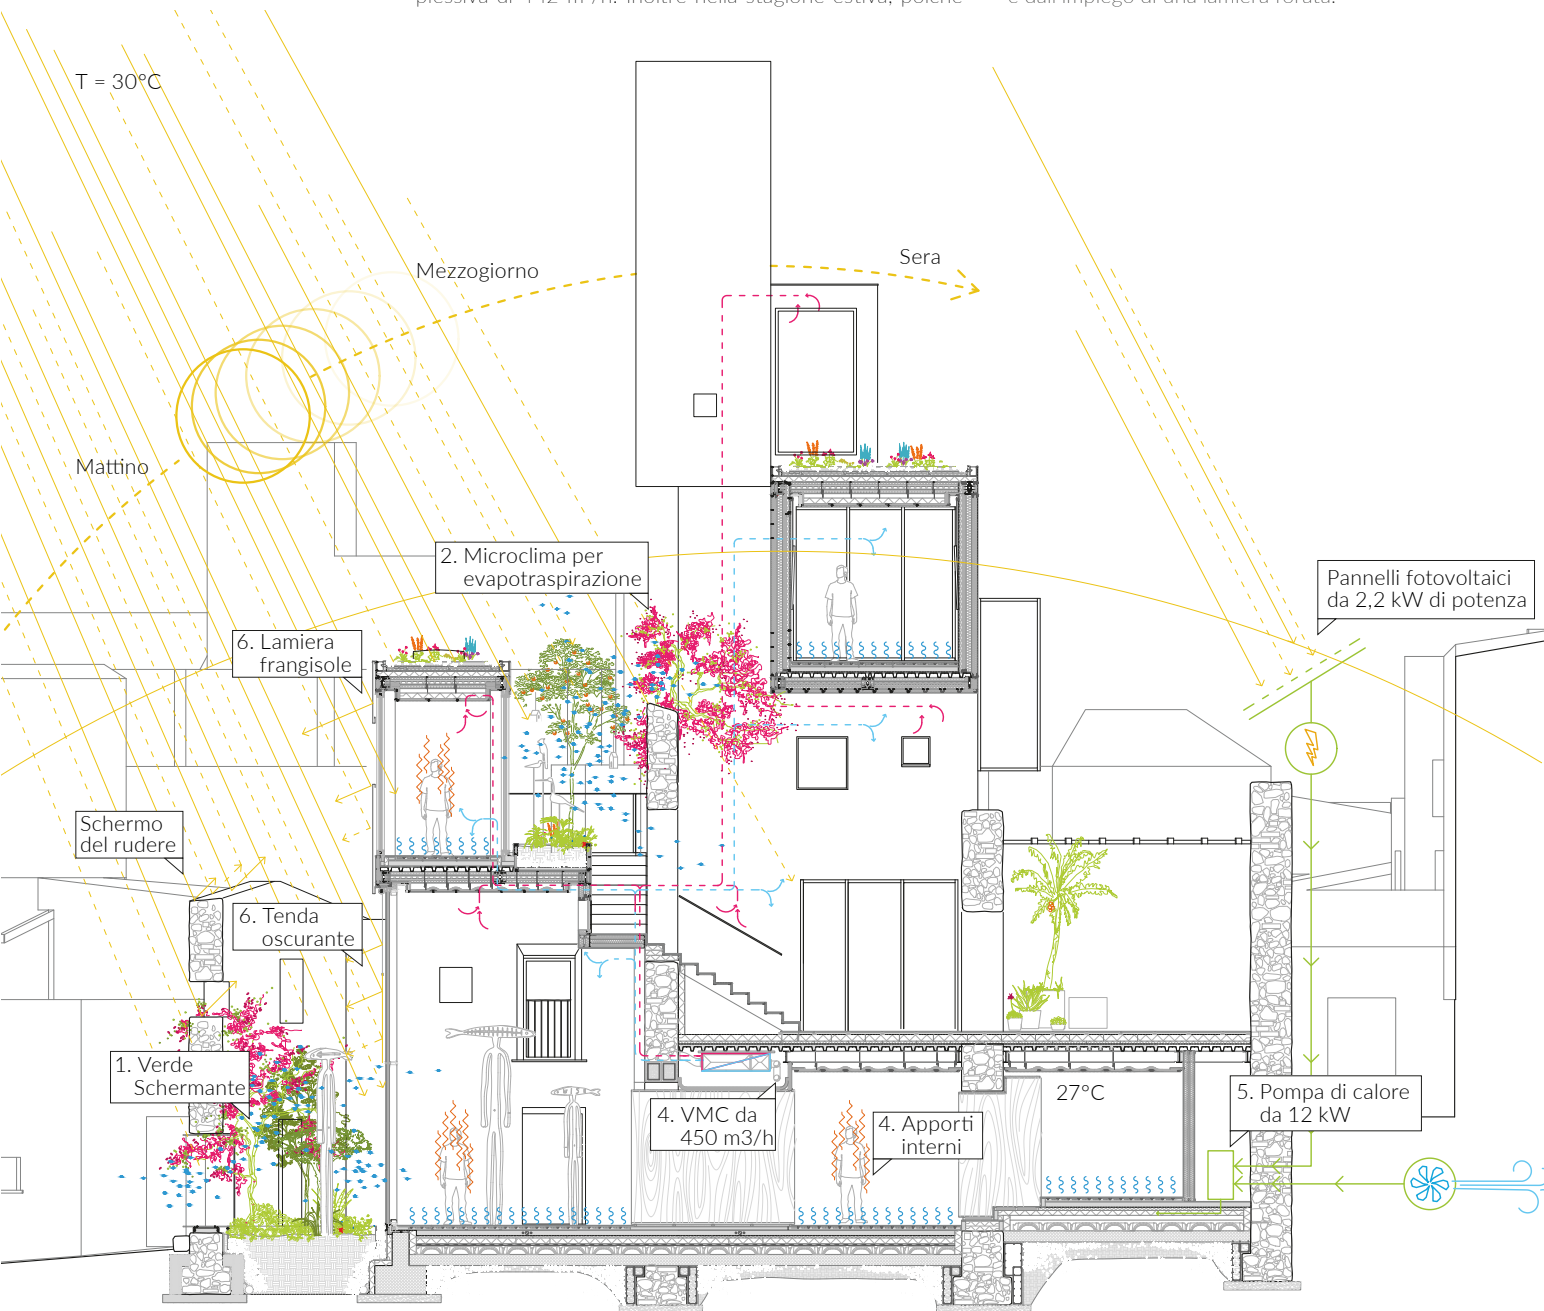 T = 30°C
Mezzogiorno
Sera
Mattino
2. Microclima per
evapotraspirazione
Pannelli fotovoltaici
da 2,2 kW di potenza
6. Lamiera
frangisole
Schermo
del rudere
6. Tenda
oscurante
1. Verde
Schermante
4. VMC da
450 m3/h
4. Apporti
interni
27°C
5. Pompa di calore
da 12 kW